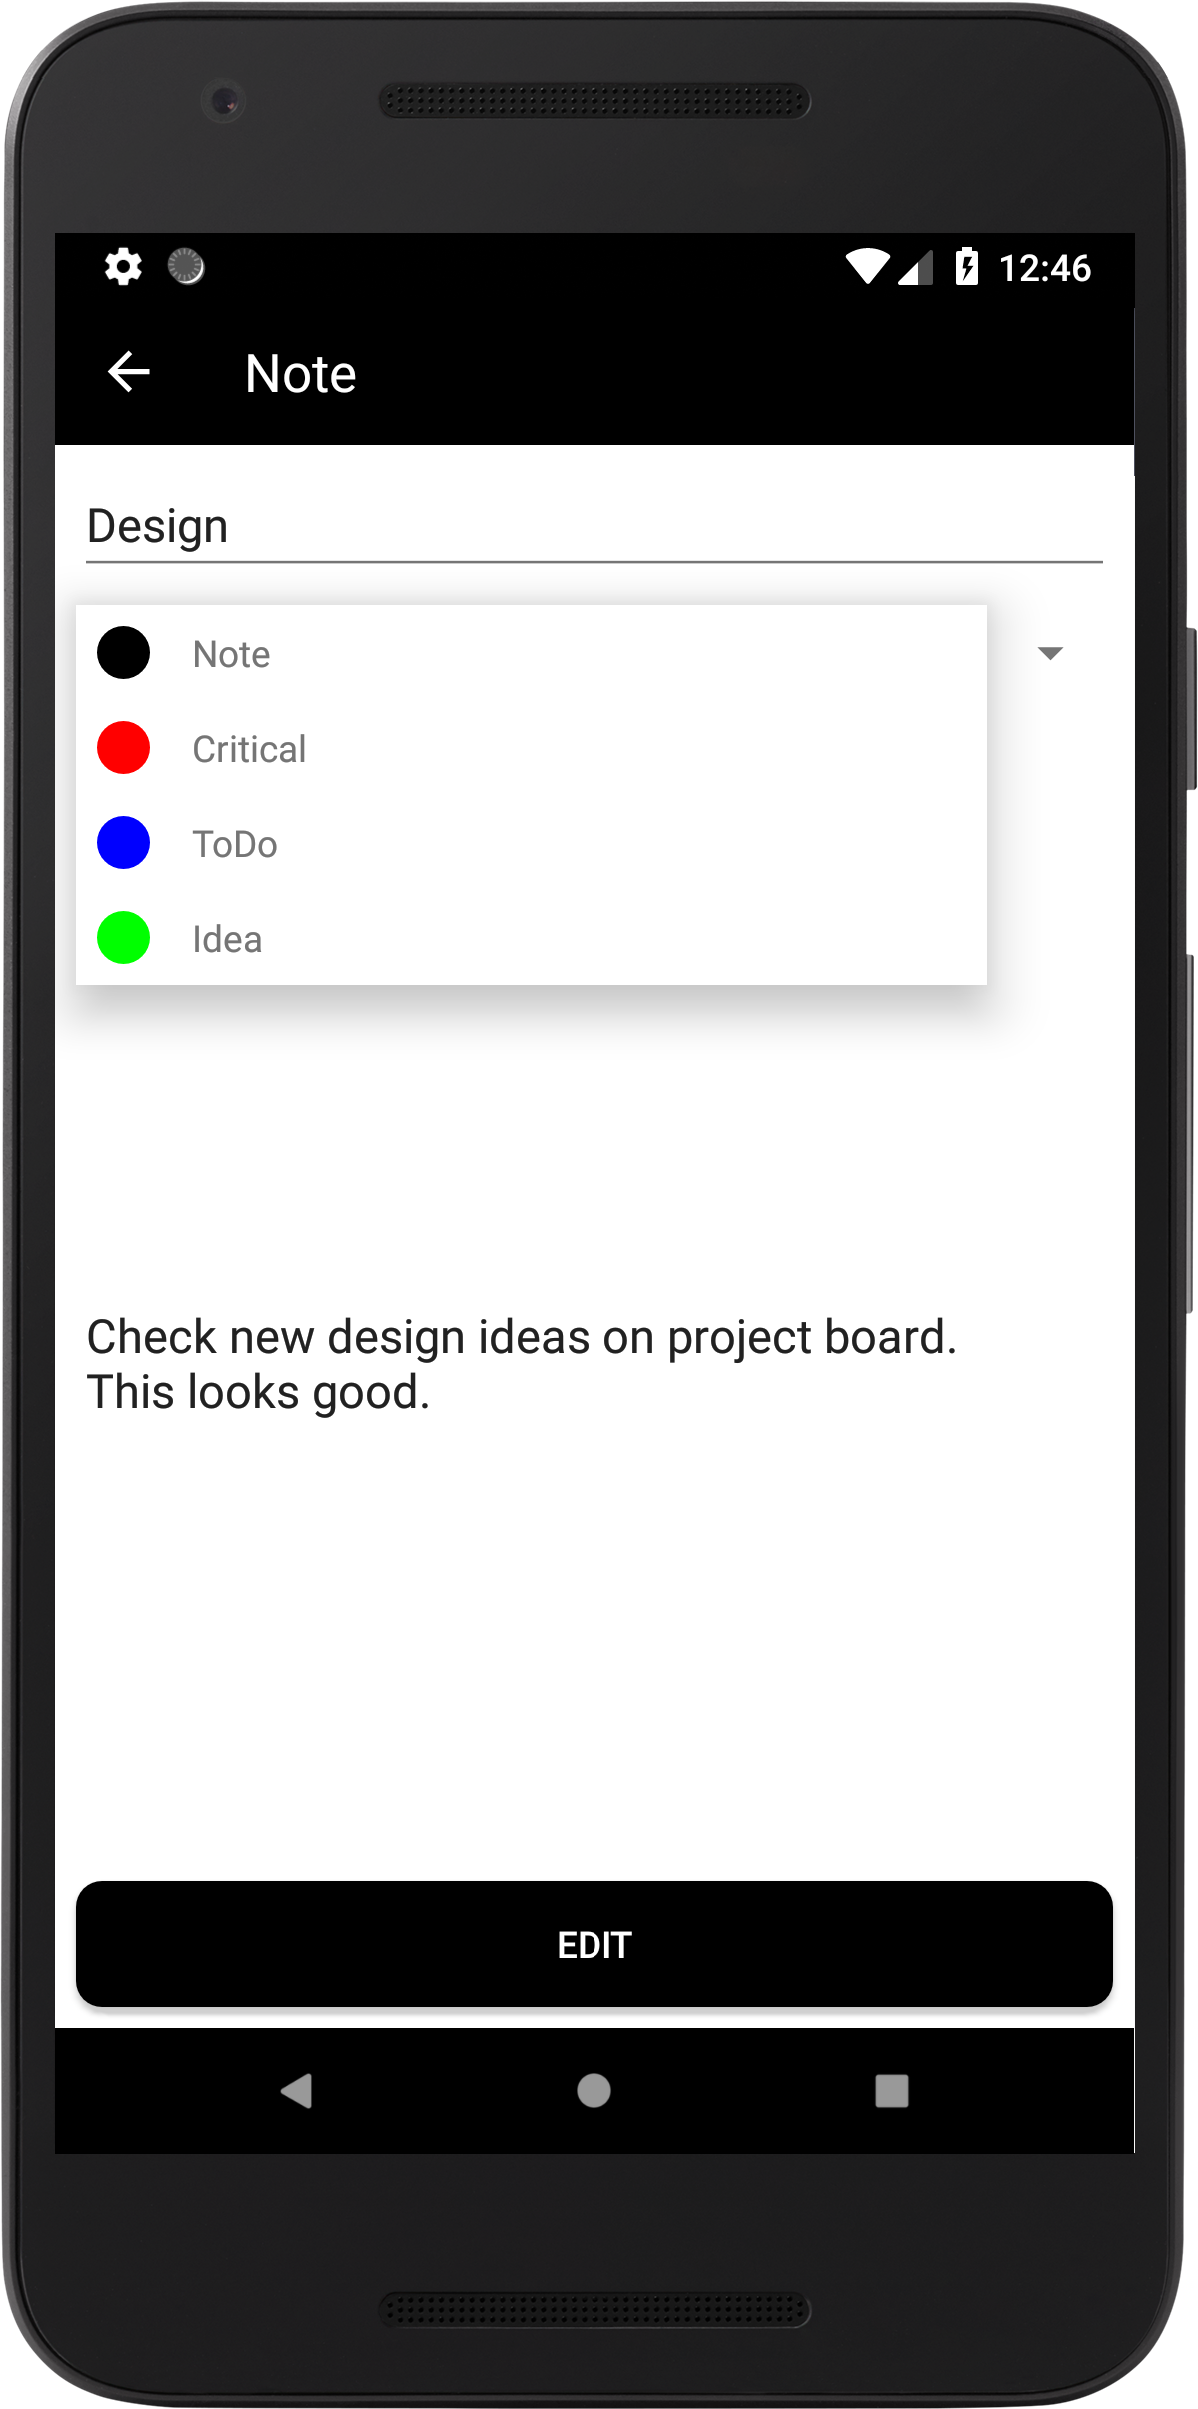 12:46
Note
Design
Note
Critical
ToDo
Idea
Check new design ideas on project board.
This looks good.
EDIT